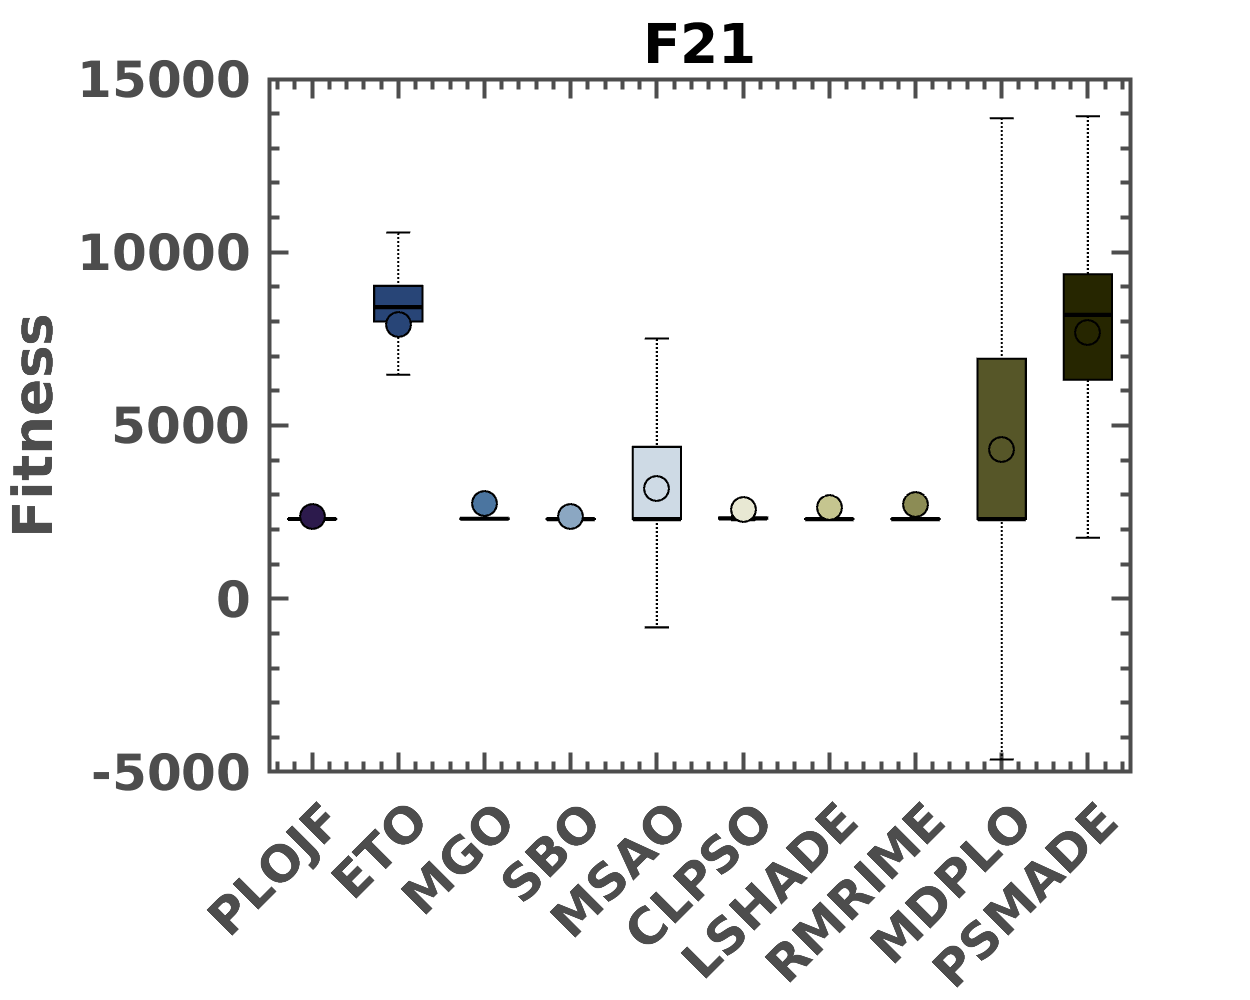 F21
15000
10000
5000
0
-5000
Fitness
PLOJF
ETO
MGO
SBO
MSAO
CLPSO
LSHADE
RMRIME
MDPLO
PSMADE